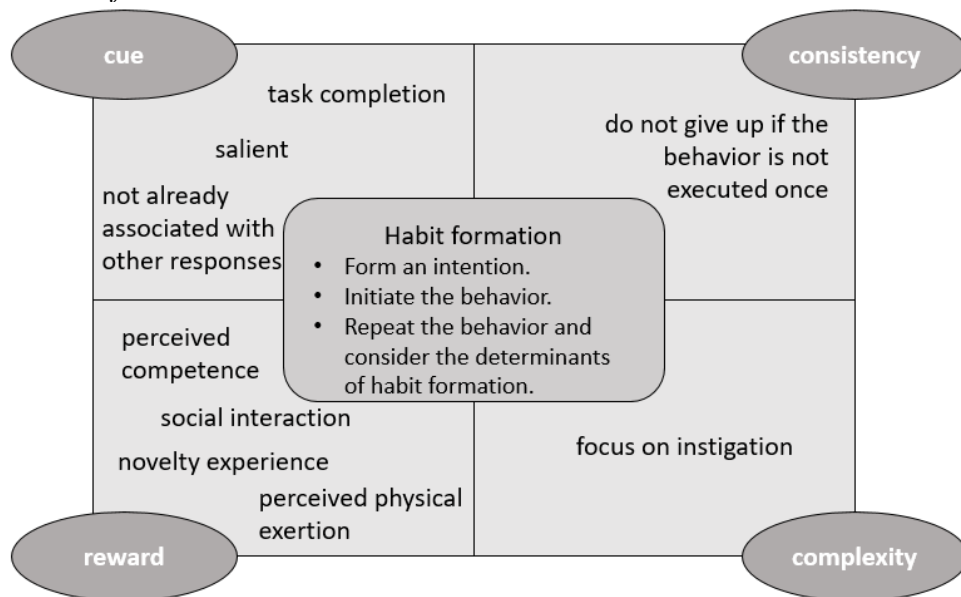 cue
consistency
task completion
salient
not already
associated with
other responses
do not give up if the
behavior is not
executed once
Habit formation
• Form an intention.
• Initiate the behavior.
• Repeat the behavior and
consider the determinants
of habit formation.
perceived
competence
social interaction
novelty experience
perceived physical
exertion
focus on instigation
reward
complexity